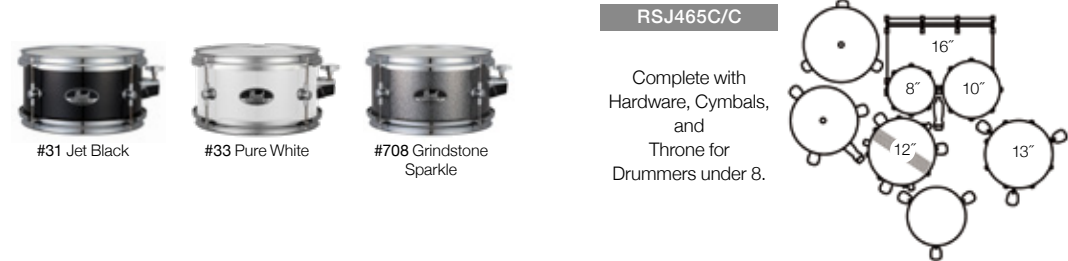 #31 Jet Black
#33 Pure White
#708 Grindstone
Sparkle
RSJ465C/C
Complete with
Hardware, Cymbals,
and
Throne for
Drummers under 8.
16″
8″
10″
12″
13″